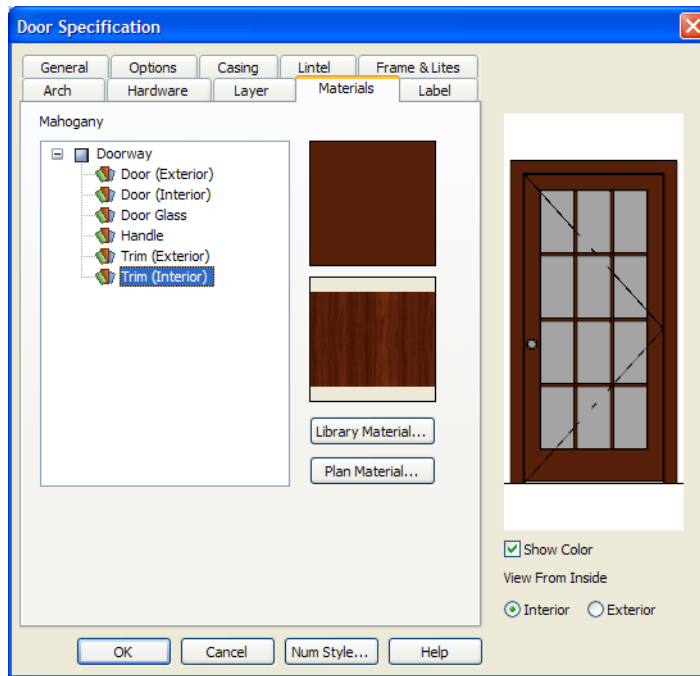 Door Specification
General Options Casing Lintel Frame & Lites
Arch Hardware Layer Materials Label
Mahogany
Doorway
Door (Exterior)
Door (Interior)
Door Glass
Handle
Trim (Exterior)
Trim (Interior)
Library Material...
Plan Material...
Show Color
View From Inside
Interior Exterior
OK Cancel Num Style... Help